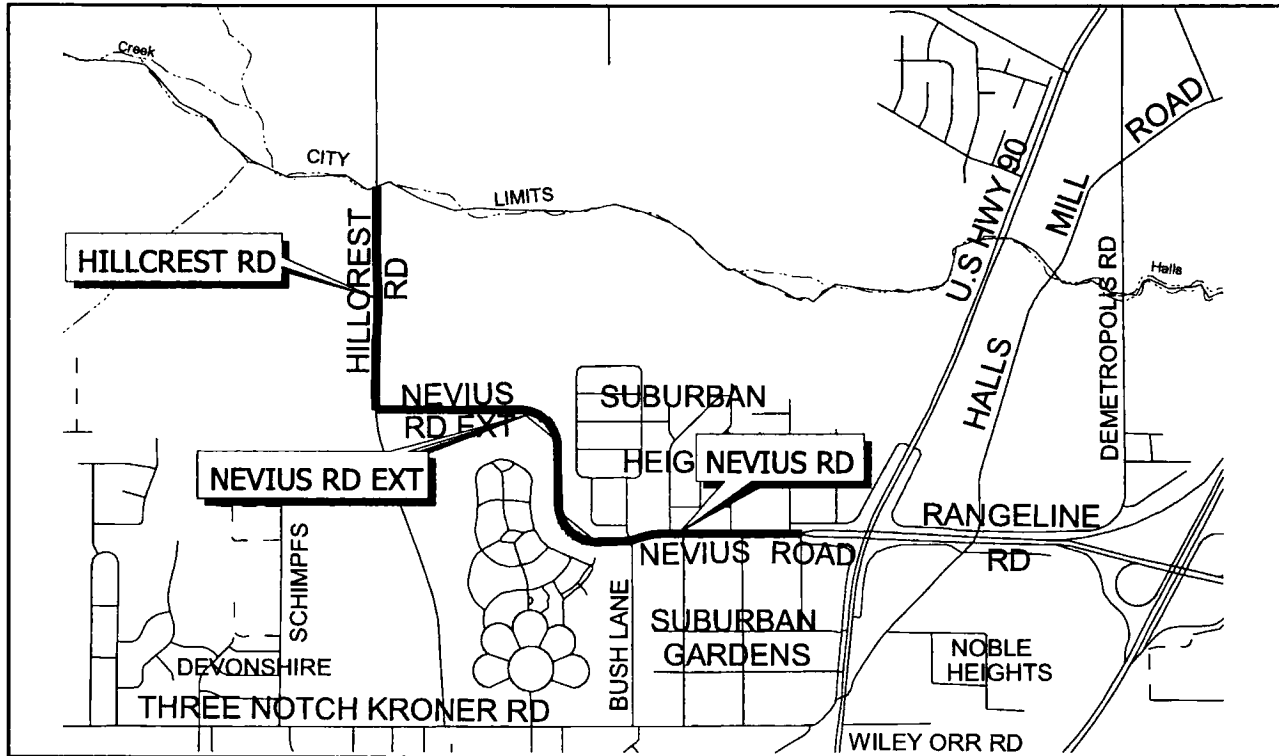 Creek
CITY
LIMITS
U.S HWY 90
HALLS MILL ROAD
DEMETROPOLIS RD
Halls
HILLCREST
RD
HILLCREST RD
NEVIUS
RD EXT
NEVIUS RD EXT
SUBURBAN
HEIG
NEVIUS RD
NEVIUS ROAD
RANGELINE
RD
SCHIMPFS
BUSH LANE
SUBURBAN
GARDENS
NOBLE
HEIGHTS
DEVONSHIRE
THREE NOTCH KRONER RD
WILEY ORR RD